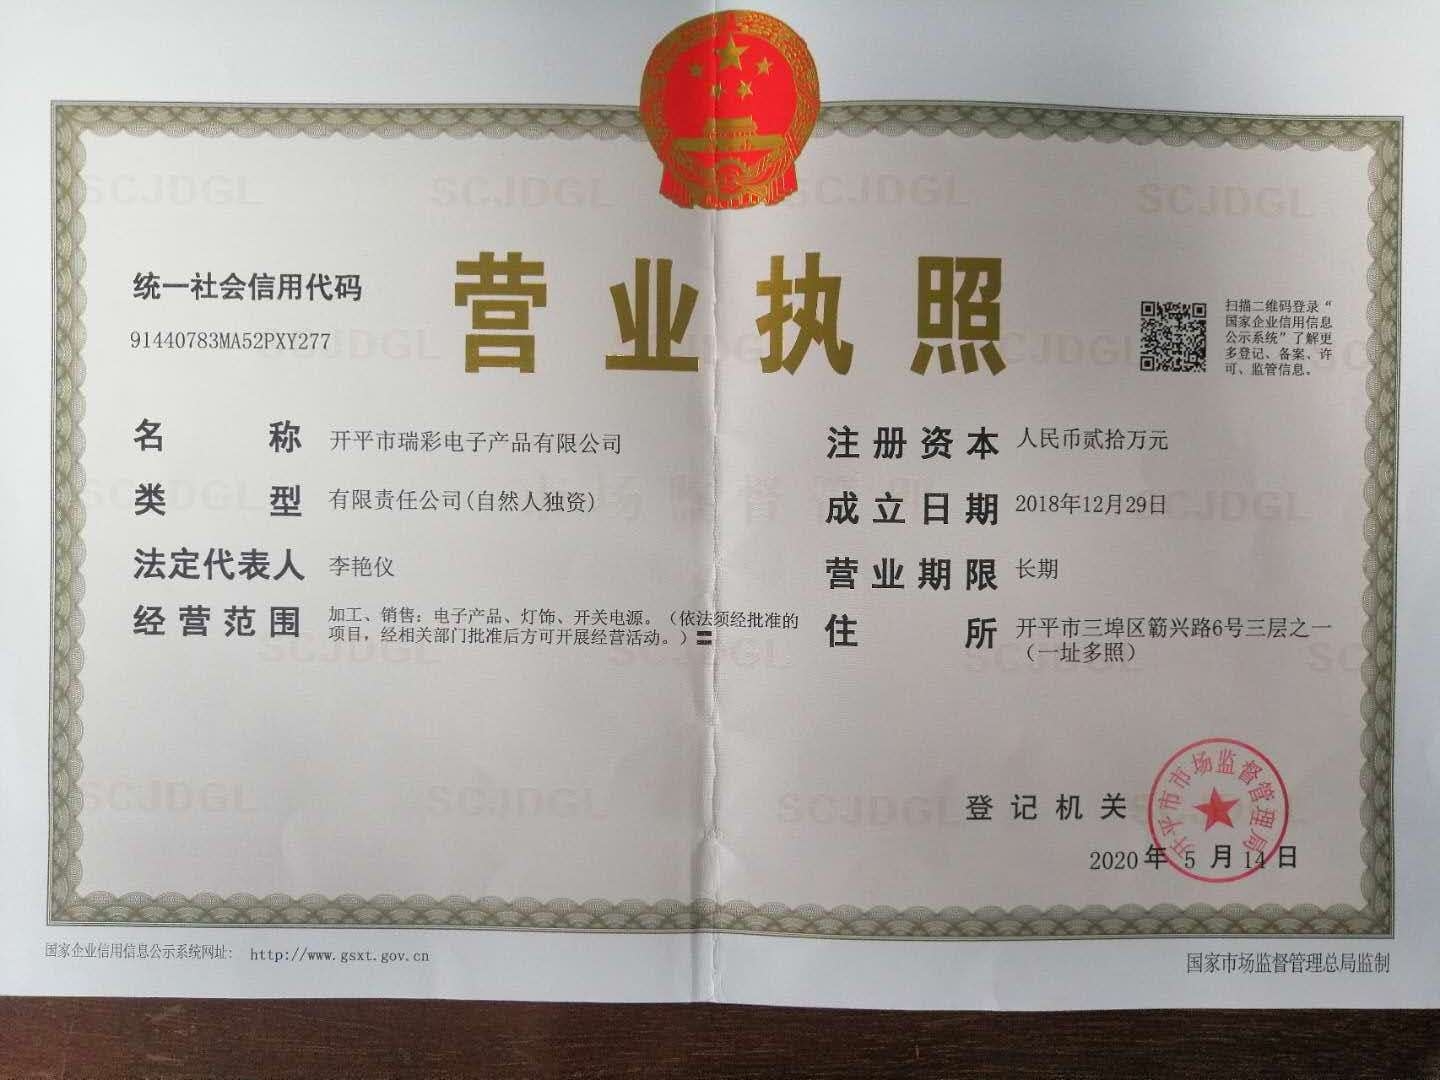 营业执照
统一社会信用代码
91440783MA52PXY277
扫描二维码登录“
国家企业信用信息
公示系统”了解更
多登记、备案、许
可、监管信息。
名称 开平市瑞彩电子产品有限公司
类型 有限责任公司(自然人独资)
法定代表人 李艳仪
经营范围 加工、销售：电子产品、灯饰、开关电源。（依法须经批准的
项目，经相关部门批准后方可开展经营活动。）〓
注册资本 人民币贰拾万元
成立日期 2018年12月29日
营业期限 长期
住所 开平市三埠区簕兴路6号三层之一
（一址多照）
登记机关
开平市市场监督管理局
2020年5月14日
国家企业信用信息公示系统网址： http://www.gsxt.gov.cn
国家市场监督管理总局监制